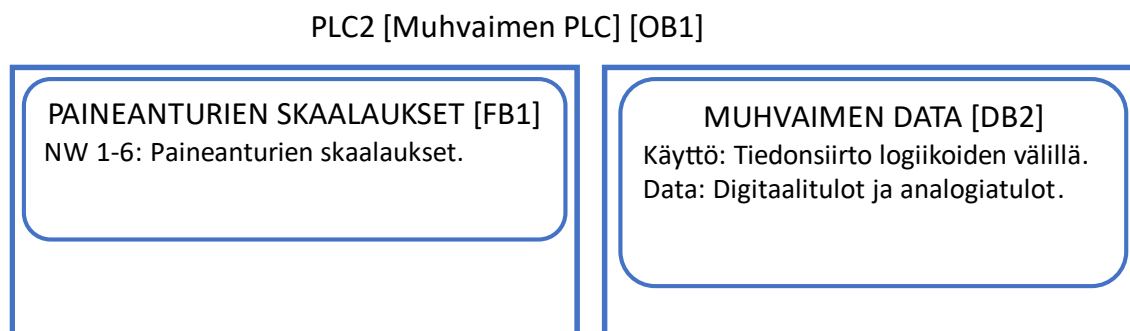 PLC2 [Muhvaimen PLC] [OB1]
PAINEANTURIEN SKAALAUKSET [FB1]
NW 1-6: Paineanturien skaalaukset.
MUHVAIMEN DATA [DB2]
Käyttö: Tiedonsiirto logiikoiden välillä.
Data: Digitaalitulot ja analogiatulot.